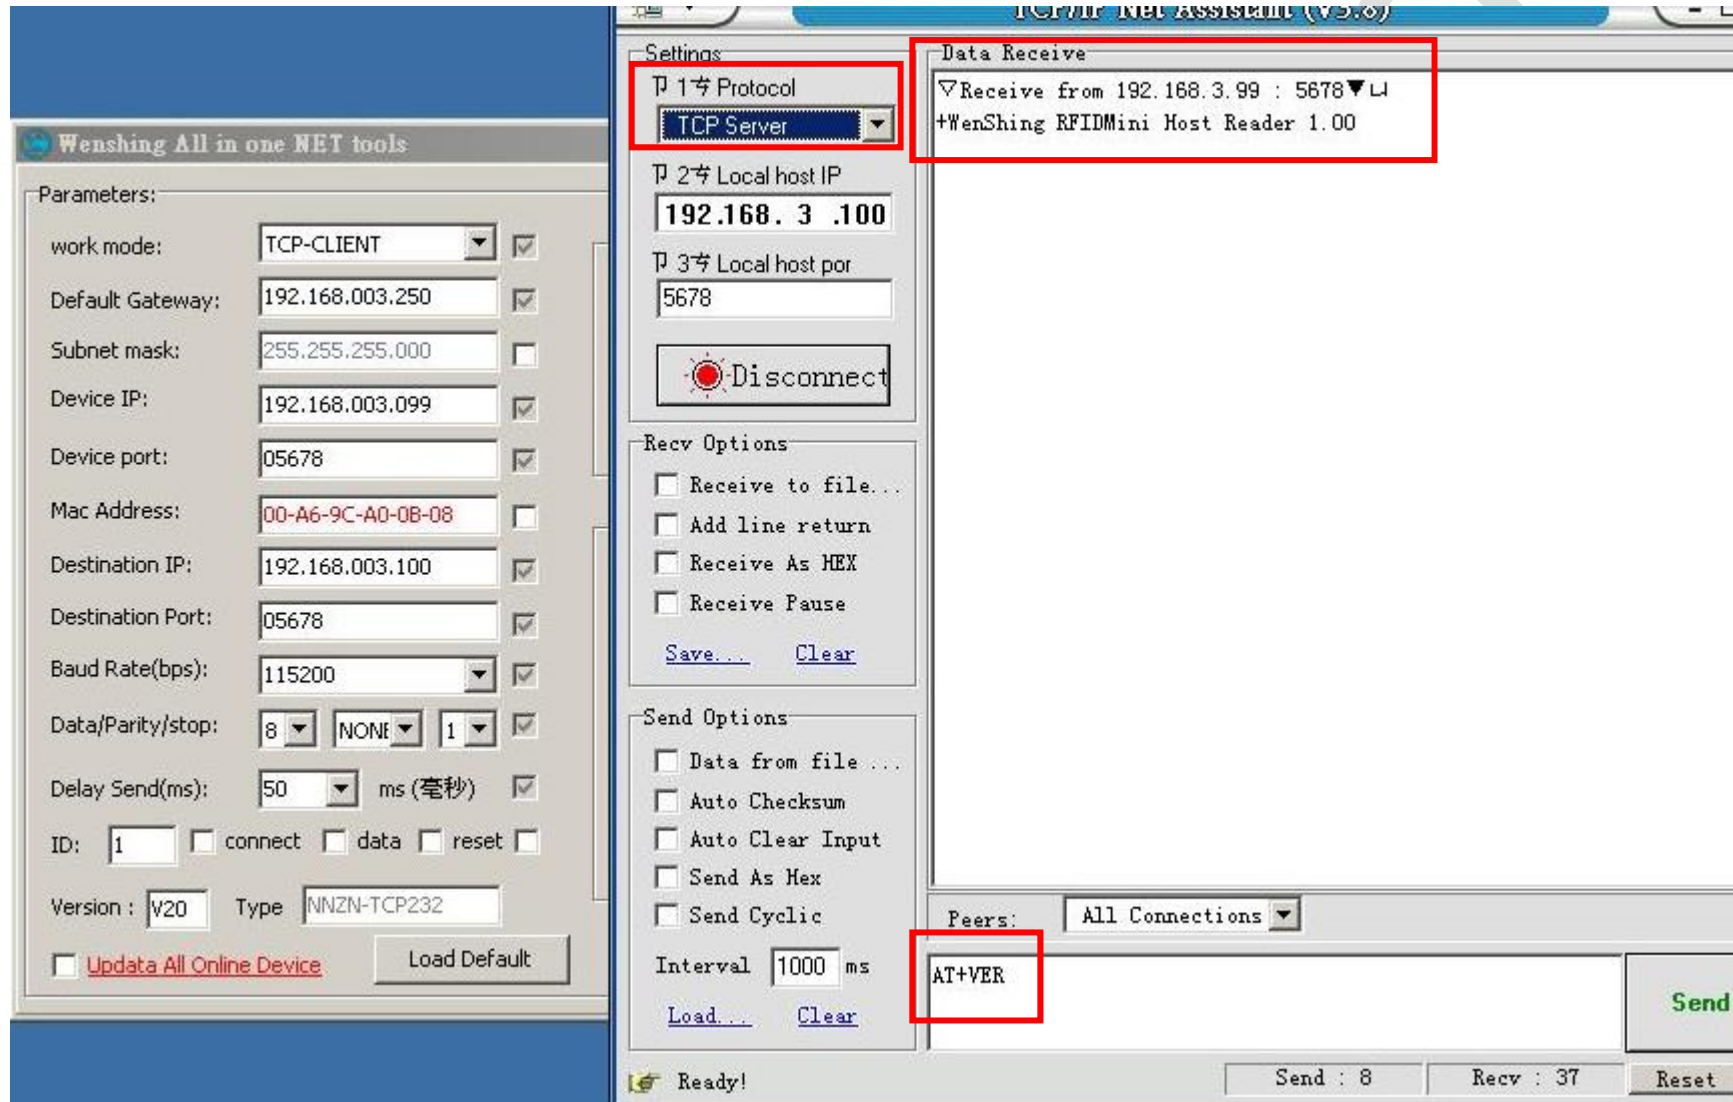 Wenshing All in one NET tools
Parameters:
work mode: TCP-CLIENT
Default Gateway: 192.168.003.250
Subnet mask: 255.255.255.000
Device IP: 192.168.003.099
Device port: 05678
Mac Address: 00-A6-9C-A0-0B-08
Destination IP: 192.168.003.100
Destination Port: 05678
Baud Rate(bps): 115200
Data/Parity/stop: 8 NONE 1
Delay Send(ms): 50 ms (毫秒)
ID: 1 connect data reset
Version : V20 Type NNZN-TCP232
Updata All Online Device Load Default
TCP/IP Net Assistant (V3.8)
Settings
1 Protocol
TCP Server
2 Local host IP
192.168. 3 .100
3 Local host por
5678
Disconnect
Recv Options
Receive to file...
Add line return
Receive As HEX
Receive Pause
Save... Clear
Send Options
Data from file ...
Auto Checksum
Auto Clear Input
Send As Hex
Send Cyclic
Interval 1000 ms
Load... Clear
Data Receive
▽Receive from 192.168.3.99 : 5678▼
+WenShing RFIDMini Host Reader 1.00
Peers: All Connections
AT+VER
Send
Ready!
Send : 8
Recv : 37
Reset